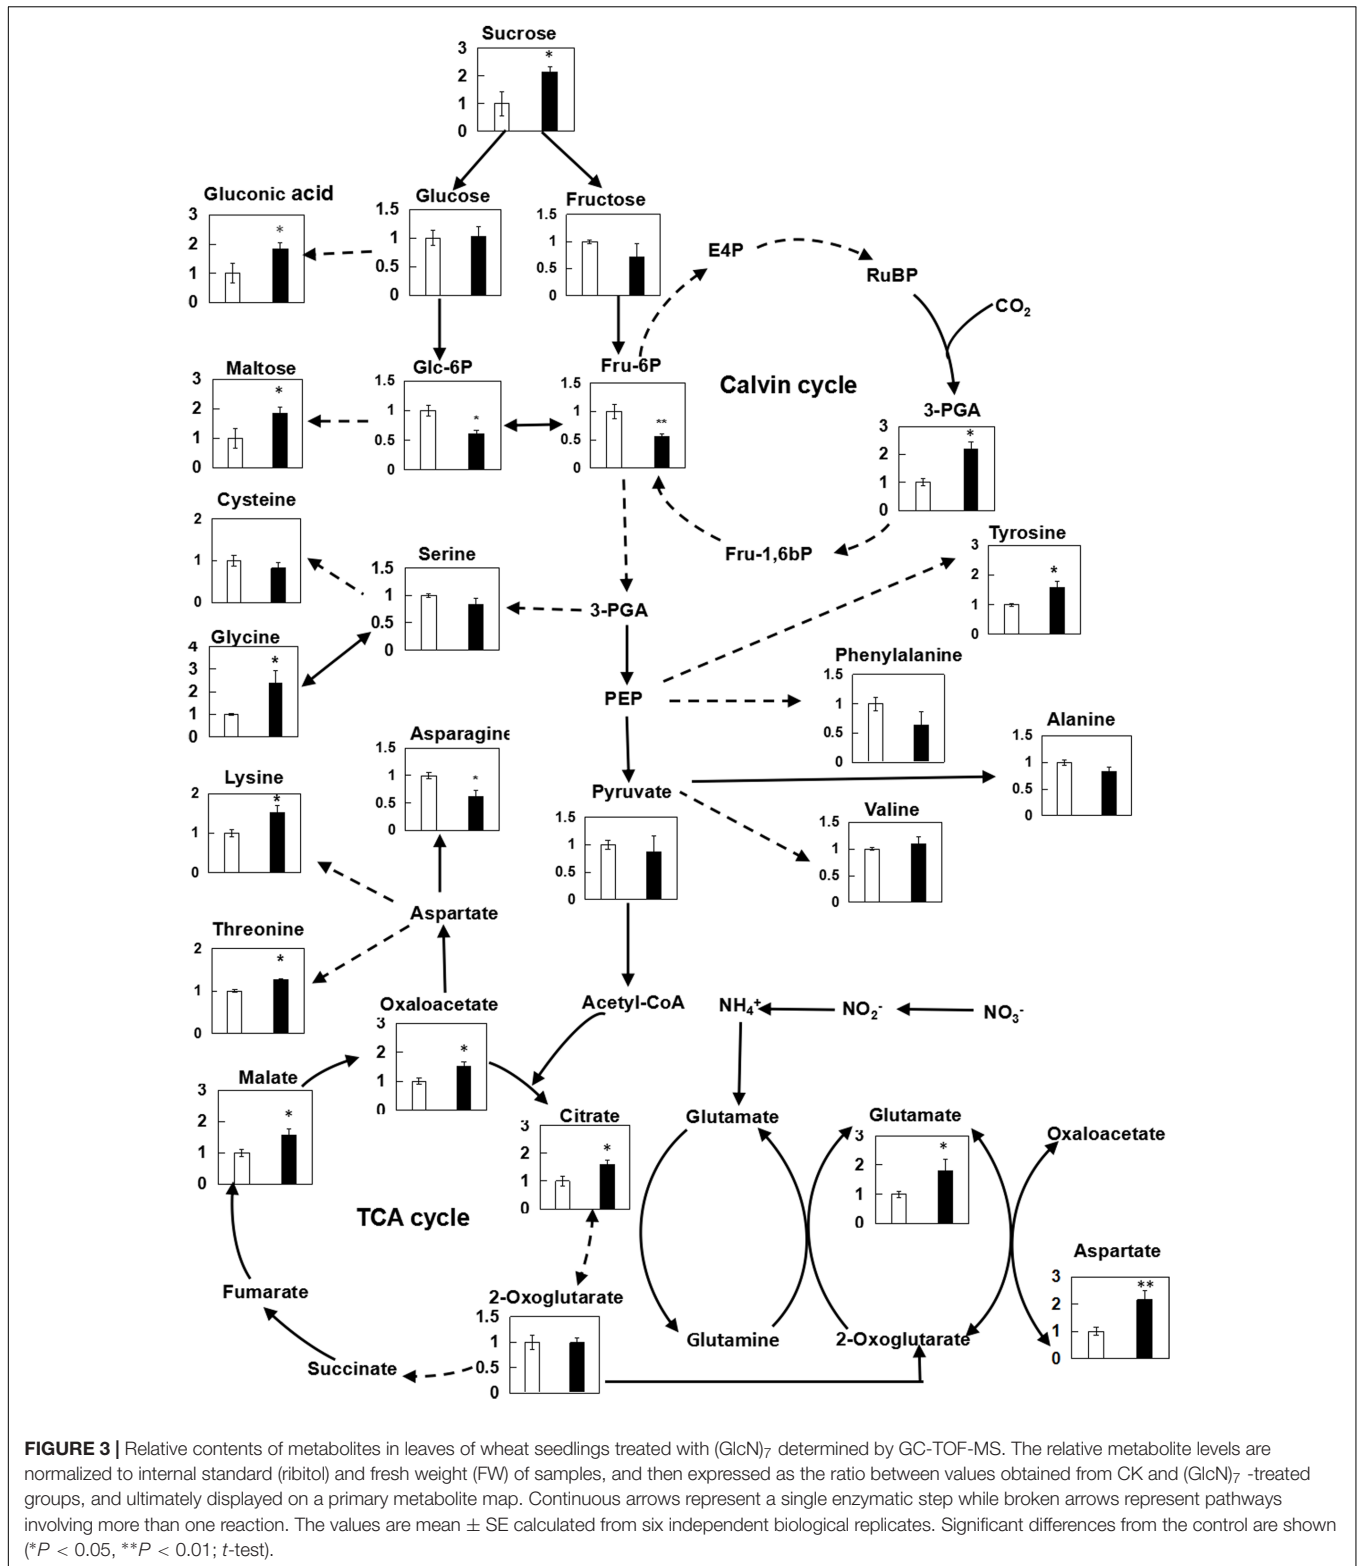 Sucrose
3
2
1
0
*
Gluconic acid
3
2
1
0
*
Glucose
1.5
1
0.5
0
Fructose
1.5
1
0.5
0
E4P
RuBP
CO2
Maltose
3
2
1
0
*
Glc-6P
1.5
1
0.5
0
*
Fru-6P
1.5
1
0.5
0
**
Calvin cycle
3-PGA
3
2
1
0
*
Cysteine
2
1
0
Serine
1.5
1
0.5
0
Fru-1,6bP
Tyrosine
3
2
1
0
*
3-PGA
Glycine
4
3
2
1
0
*
PEP
Phenylalanine
1.5
1
0.5
0
Asparagine
1.5
1
0.5
0
*
Alanine
1.5
1
0.5
0
Lysine
2
1
0
*
Pyruvate
1.5
1
0.5
0
Valine
1.5
1
0.5
0
Aspartate
Threonine
2
1
0
*
Oxaloacetate
3
2
1
0
*
Acetyl-CoA
NH4+
NO2-
NO3-
Malate
3
2
1
0
*
Citrate
3
2
1
0
*
Glutamate
Glutamate
3
2
1
0
*
Oxaloacetate
TCA cycle
Aspartate
3
2
1
0
**
Fumarate
2-Oxoglutarate
1.5
1
0.5
0
Glutamine
2-Oxoglutarate
Succinate
FIGURE 3 | Relative contents of metabolites in leaves of wheat seedlings treated with (GlcN)7 determined by GC-TOF-MS. The relative metabolite levels are
normalized to internal standard (ribitol) and fresh weight (FW) of samples, and then expressed as the ratio between values obtained from CK and (GlcN)7 -treated
groups, and ultimately displayed on a primary metabolite map. Continuous arrows represent a single enzymatic step while broken arrows represent pathways
involving more than one reaction. The values are mean ± SE calculated from six independent biological replicates. Significant differences from the control are shown
(*P < 0.05, **P < 0.01; t-test).